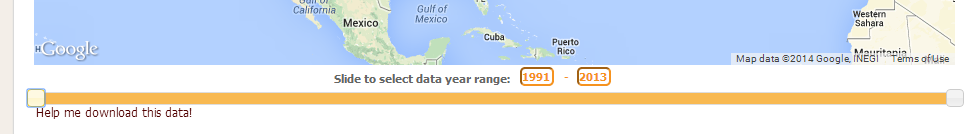 Gulf of
California
Gulf of
Mexico
Mexico
Cuba
Puerto
Rico
Western
Sahara
Mauritania
Google
Map data ©2014 Google, INEGI Terms of Use
Slide to select data year range: 1991 - 2013
Help me download this data!